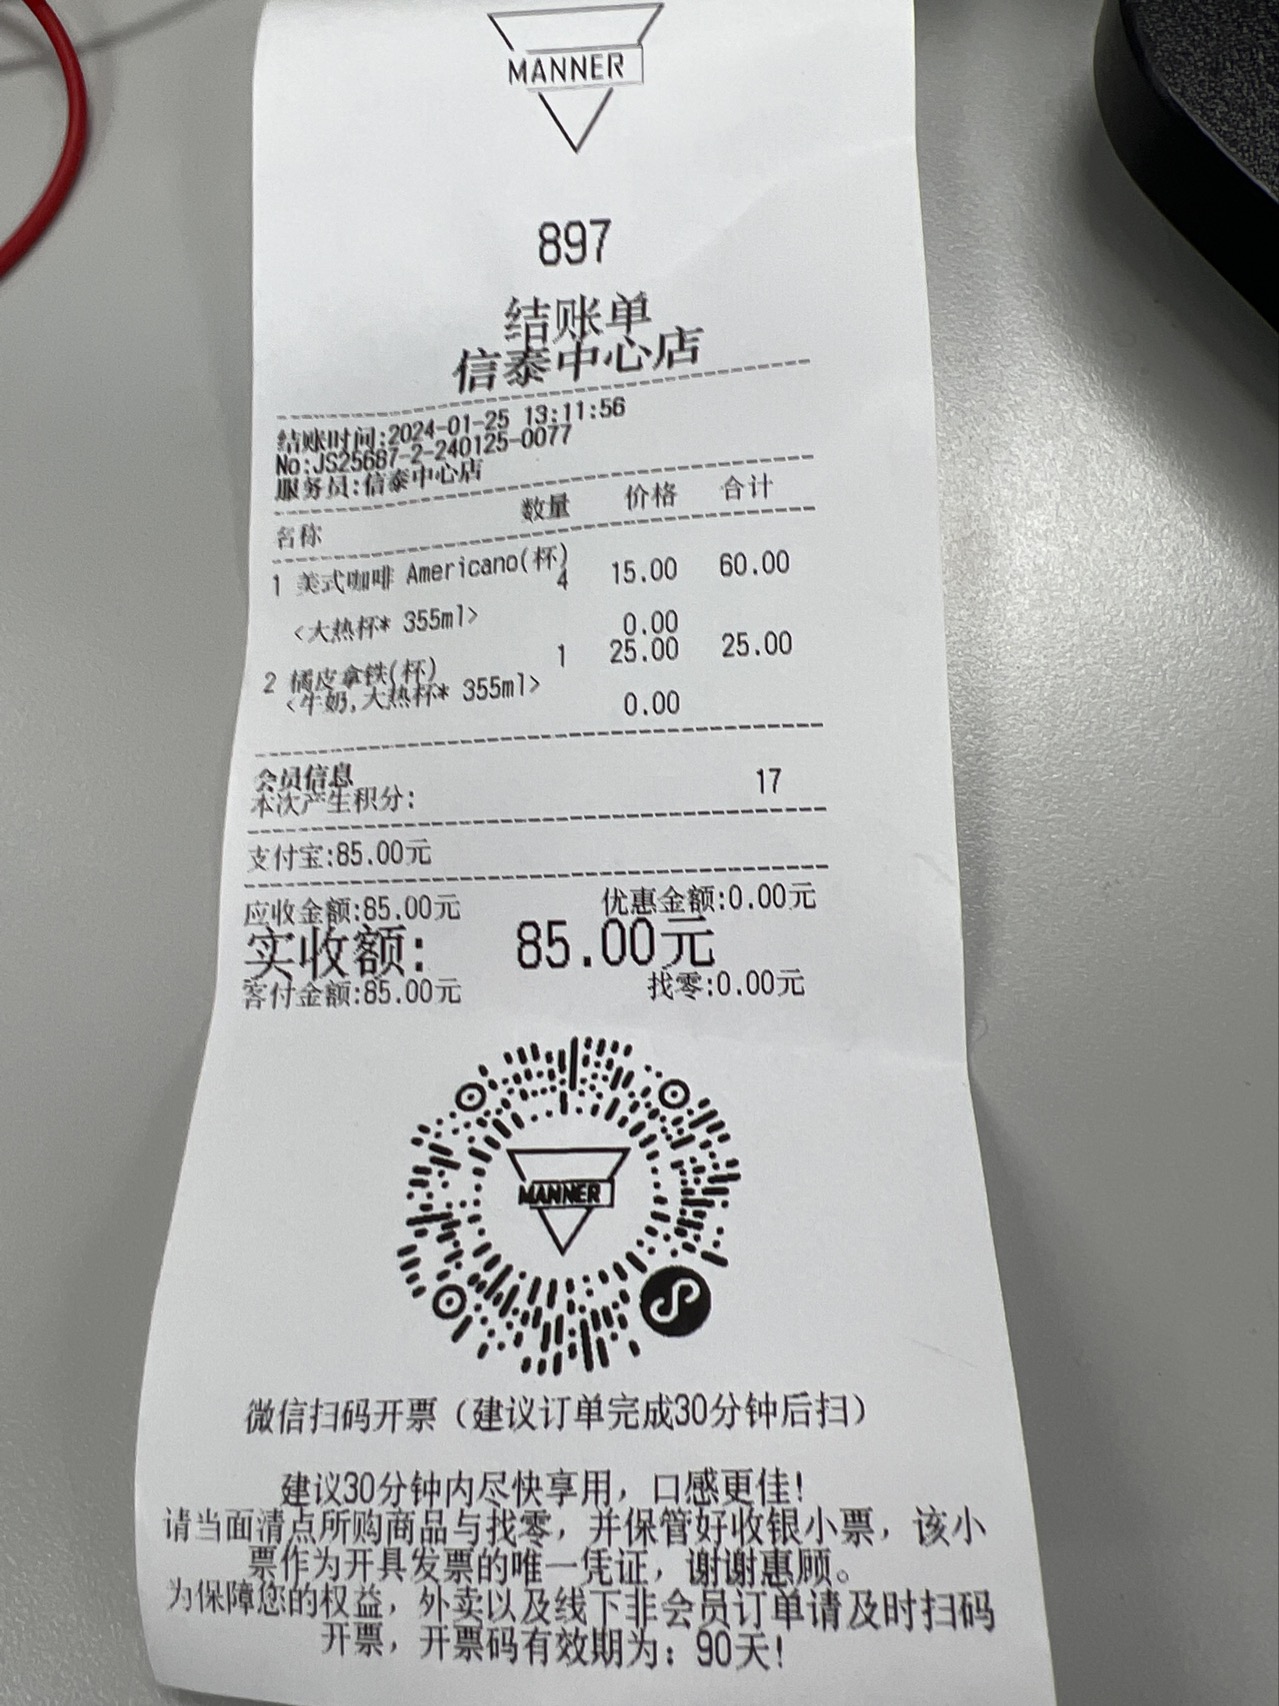 MANNER
897
结账单
信泰中心店
结账时间:2024-01-25 13:11:56
No:JS25687-2-240125-0077
服务员:信泰中心店
名称 数量 价格 合计
1 美式咖啡 Americano(杯) 4 15.00 60.00
<大热杯* 355ml> 0.00
2 橘皮拿铁(杯) 1 25.00 25.00
<牛奶,大热杯* 355ml> 0.00
会员信息
本次产生积分: 17
支付宝:85.00元
应收金额:85.00元 优惠金额:0.00元
实收额: 85.00元
客付金额:85.00元 找零:0.00元
MANNER
微信扫码开票（建议订单完成30分钟后扫）
建议30分钟内尽快享用，口感更佳!
请当面清点所购商品与找零，并保管好收银小票，该小
票作为开具发票的唯一凭证，谢谢惠顾。
为保障您的权益，外卖以及线下非会员订单请及时扫码
开票，开票码有效期为：90天!